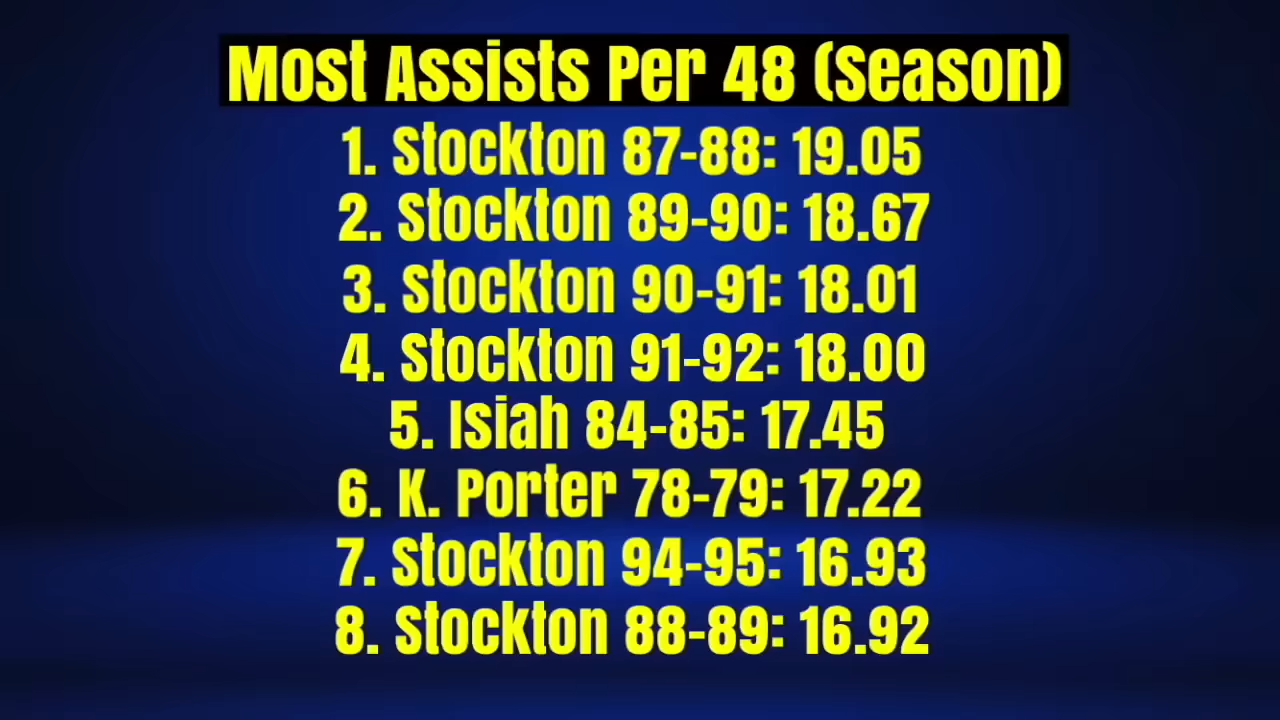 Most Assists Per 48 (Season)
1. Stockton 87-88: 19.05
2. Stockton 89-90: 18.67
3. Stockton 90-91: 18.01
4. Stockton 91-92: 18.00
5. Isiah 84-85: 17.45
6. K. Porter 78-79: 17.22
7. Stockton 94-95: 16.93
8. Stockton 88-89: 16.92